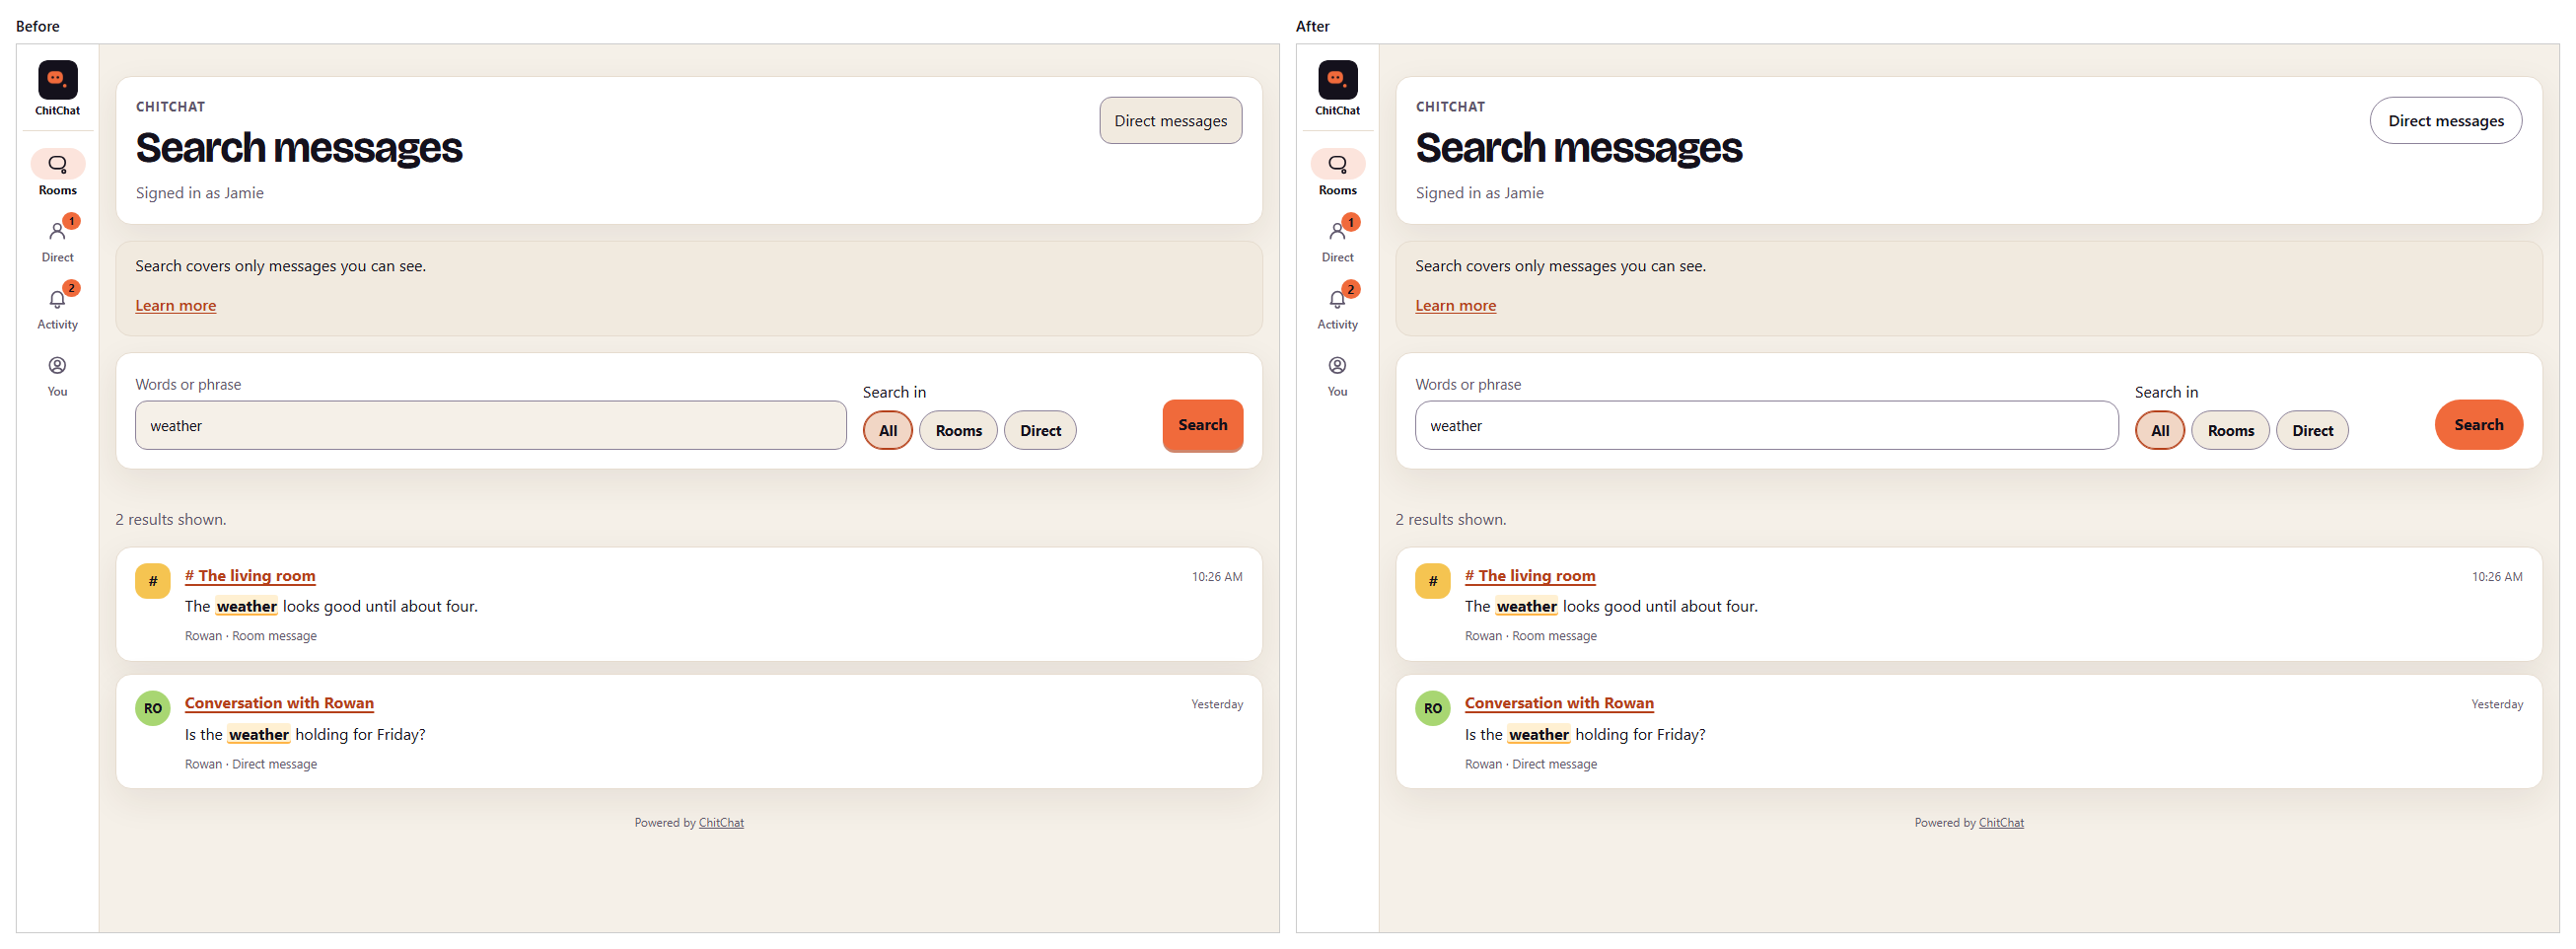 Before
ChitChat
Rooms
1
Direct
2
Activity
You
CHITCHAT
Search messages
Signed in as Jamie
Direct messages
Search covers only messages you can see.
Learn more
Words or phrase
weather
Search in
All Rooms Direct
Search
2 results shown.
#
# The living room
10:26 AM
The weather looks good until about four.
Rowan · Room message
RO
Conversation with Rowan
Yesterday
Is the weather holding for Friday?
Rowan · Direct message
Powered by ChitChat
After
ChitChat
Rooms
1
Direct
2
Activity
You
CHITCHAT
Search messages
Signed in as Jamie
Direct messages
Search covers only messages you can see.
Learn more
Words or phrase
weather
Search in
All Rooms Direct
Search
2 results shown.
#
# The living room
10:26 AM
The weather looks good until about four.
Rowan · Room message
RO
Conversation with Rowan
Yesterday
Is the weather holding for Friday?
Rowan · Direct message
Powered by ChitChat